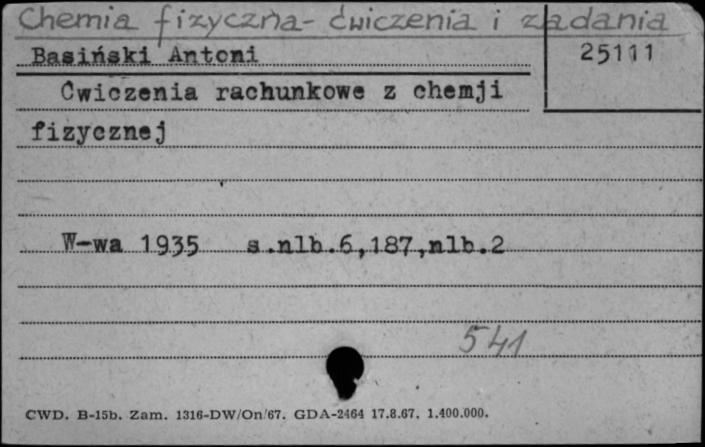 Chemia fizyczna - ćwiczenia i zadania
Basiński Antoni
25111
Ćwiczenia rachunkowe z chemji
fizycznej
W-wa 1935 s.nlb.6,187,nlb.2
541
CWD. B-15b. Zam. 1316-DW/On/67. GDA-2464 17.8.67. 1.400.000.